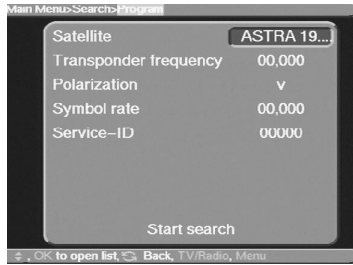 Main Menu>Search>Program
Satellite ASTRA 19...
Transponder frequency 00,000
Polarization v
Symbol rate 00,000
Service-ID 00000
Start search
, OK to open list, Back, TV/Radio, Menu